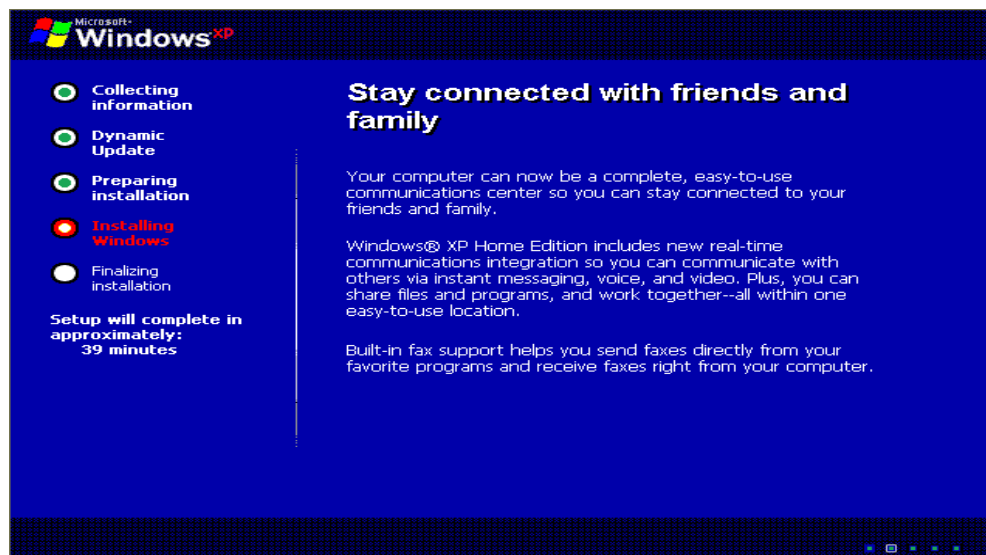 Microsoft®
Windows xp
Collecting
information
Dynamic
Update
Preparing
installation
Installing
Windows
Finalizing
installation
Setup will complete in
approximately:
39 minutes
Stay connected with friends and
family
Your computer can now be a complete, easy-to-use
communications center so you can stay connected to your
friends and family.
Windows® XP Home Edition includes new real-time
communications integration so you can communicate with
others via instant messaging, voice, and video. Plus, you can
share files and programs, and work together--all within one
easy-to-use location.
Built-in fax support helps you send faxes directly from your
favorite programs and receive faxes right from your computer.